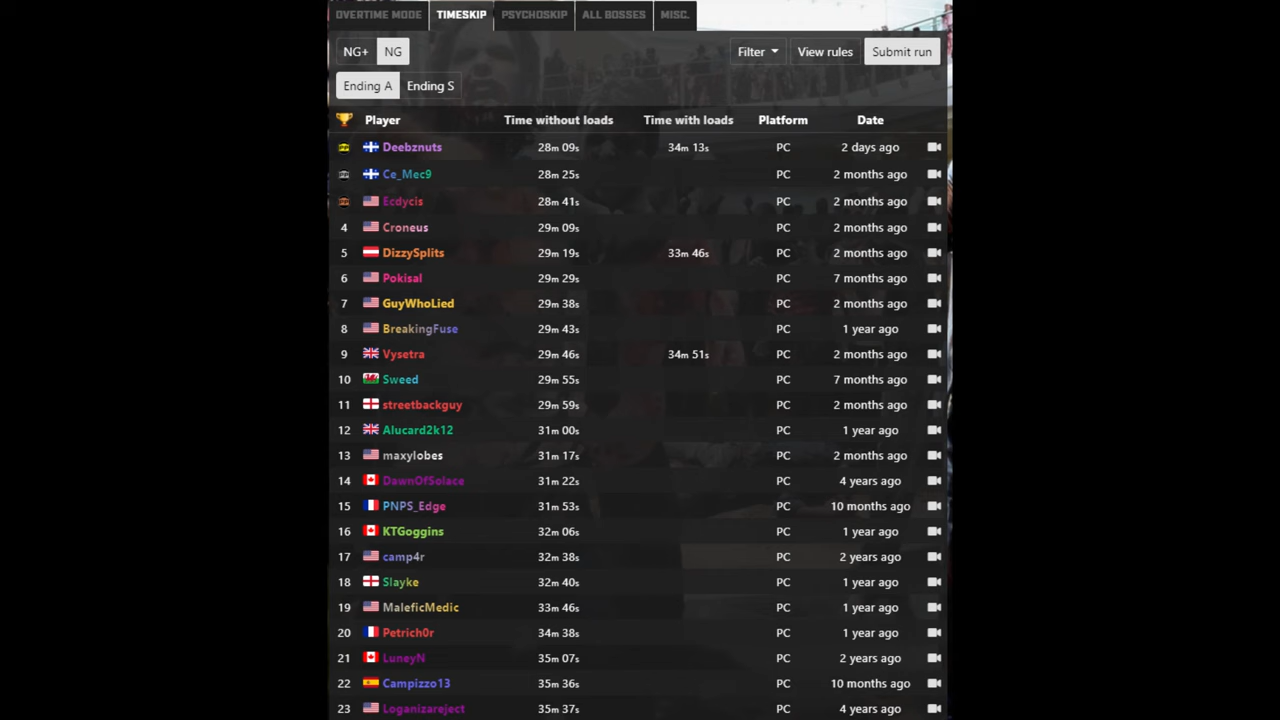 OVERTIME MODE TIMESKIP PSYCHOSKIP ALL BOSSES MISC.
NG+ NG Filter View rules Submit run
Ending A Ending S
Player Time without loads Time with loads Platform Date
Deebznuts 28m 09s 34m 13s PC 2 days ago
Ce_Mec9 28m 25s PC 2 months ago
Ecdycis 28m 41s PC 2 months ago
4 Croneus 29m 09s PC 2 months ago
5 DizzySplits 29m 19s 33m 46s PC 2 months ago
6 Pokisal 29m 29s PC 7 months ago
7 GuyWhoLied 29m 38s PC 2 months ago
8 BreakingFuse 29m 43s PC 1 year ago
9 Vysetra 29m 46s 34m 51s PC 2 months ago
10 Sweed 29m 55s PC 7 months ago
11 streetbackguy 29m 59s PC 2 months ago
12 Alucard2k12 31m 00s PC 1 year ago
13 maxylobes 31m 17s PC 2 months ago
14 DawnOfSolace 31m 22s PC 4 years ago
15 PNPS_Edge 31m 53s PC 10 months ago
16 KTGoggins 32m 06s PC 1 year ago
17 camp4r 32m 38s PC 2 years ago
18 Slayke 32m 40s PC 1 year ago
19 MaleficMedic 33m 46s PC 1 year ago
20 Petrich0r 34m 38s PC 1 year ago
21 LuneyN 35m 07s PC 2 years ago
22 Campizzo13 35m 36s PC 10 months ago
23 Loganizareject 35m 37s PC 4 years ago